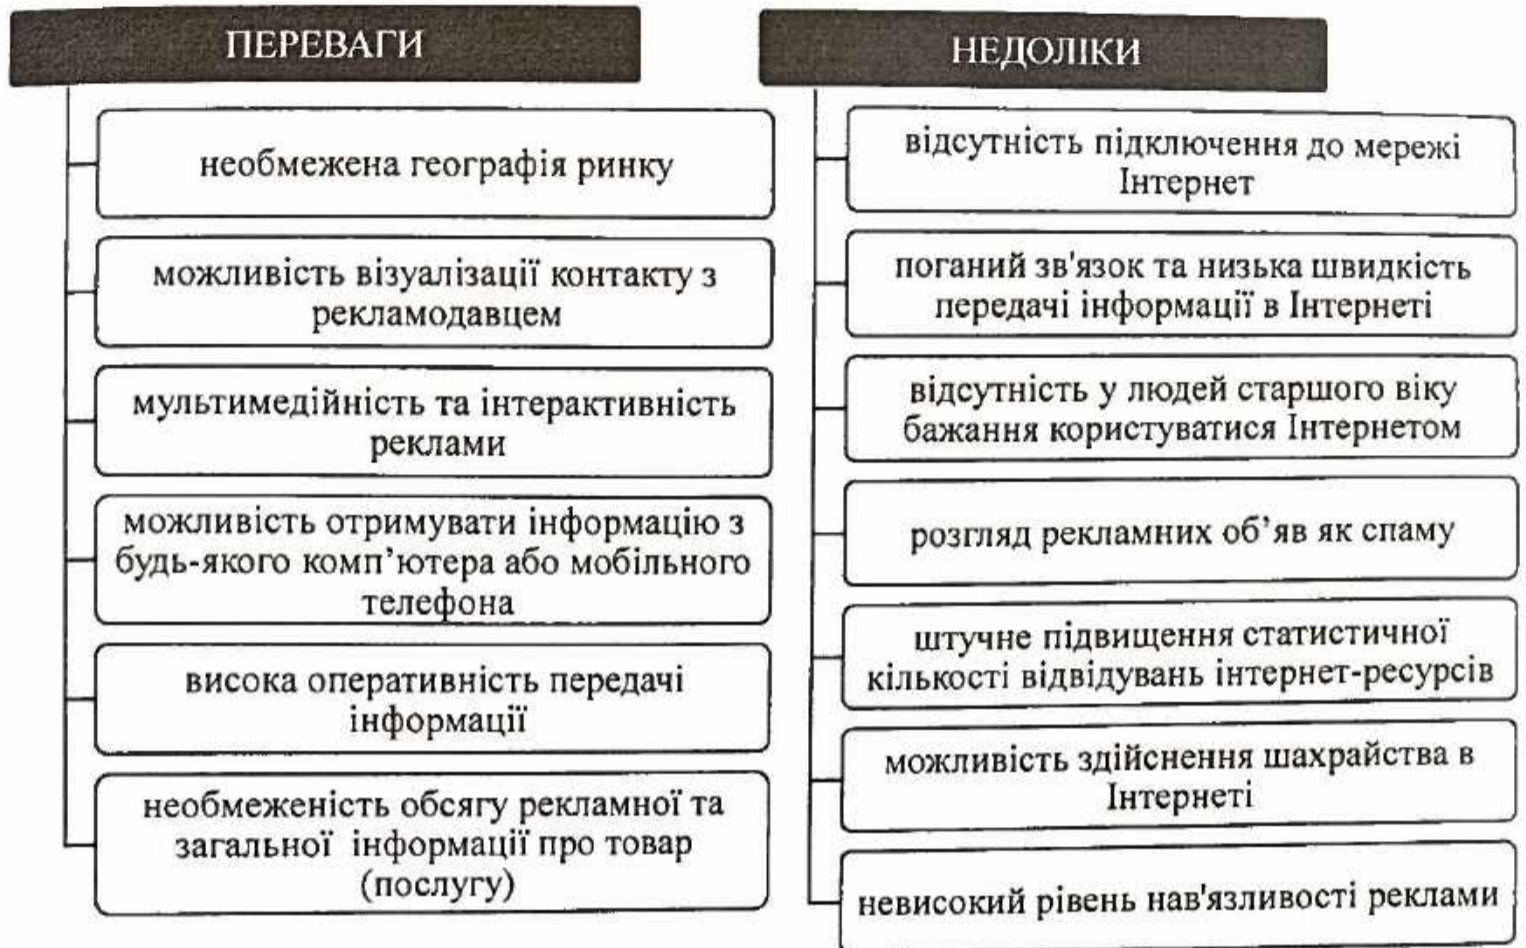 ПЕРЕВАГИ
необмежена географія ринку
можливість візуалізації контакту з
рекламодавцем
мультимедійність та інтерактивність
реклами
можливість отримувати інформацію з
будь-якого комп’ютера або мобільного
телефона
висока оперативність передачі
інформації
необмеженість обсягу рекламної та
загальної інформації про товар
(послугу)
НЕДОЛІКИ
відсутність підключення до мережі
Інтернет
поганий зв'язок та низька швидкість
передачі інформації в Інтернеті
відсутність у людей старшого віку
бажання користуватися Інтернетом
розгляд рекламних об’яв як спаму
штучне підвищення статистичної
кількості відвідувань інтернет-ресурсів
можливість здійснення шахрайства в
Інтернеті
невисокий рівень нав'язливості реклами